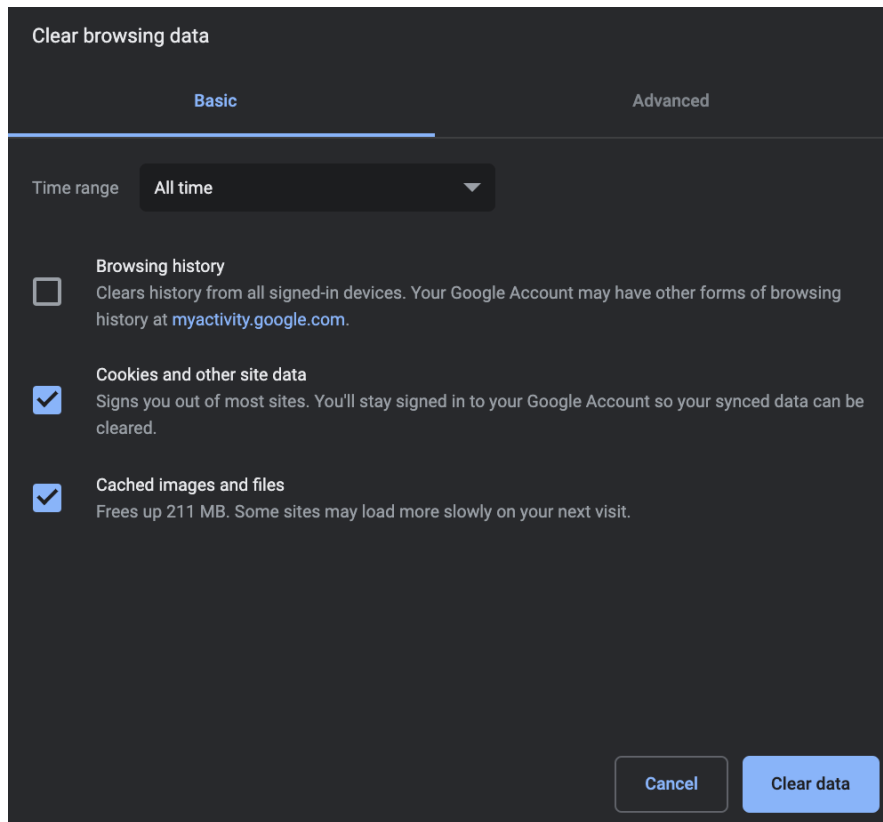 Clear browsing data
Basic
Advanced
Time range
All time
Browsing history
Clears history from all signed-in devices. Your Google Account may have other forms of browsing
history at myactivity.google.com.
Cookies and other site data
Signs you out of most sites. You'll stay signed in to your Google Account so your synced data can be
cleared.
Cached images and files
Frees up 211 MB. Some sites may load more slowly on your next visit.
Cancel
Clear data